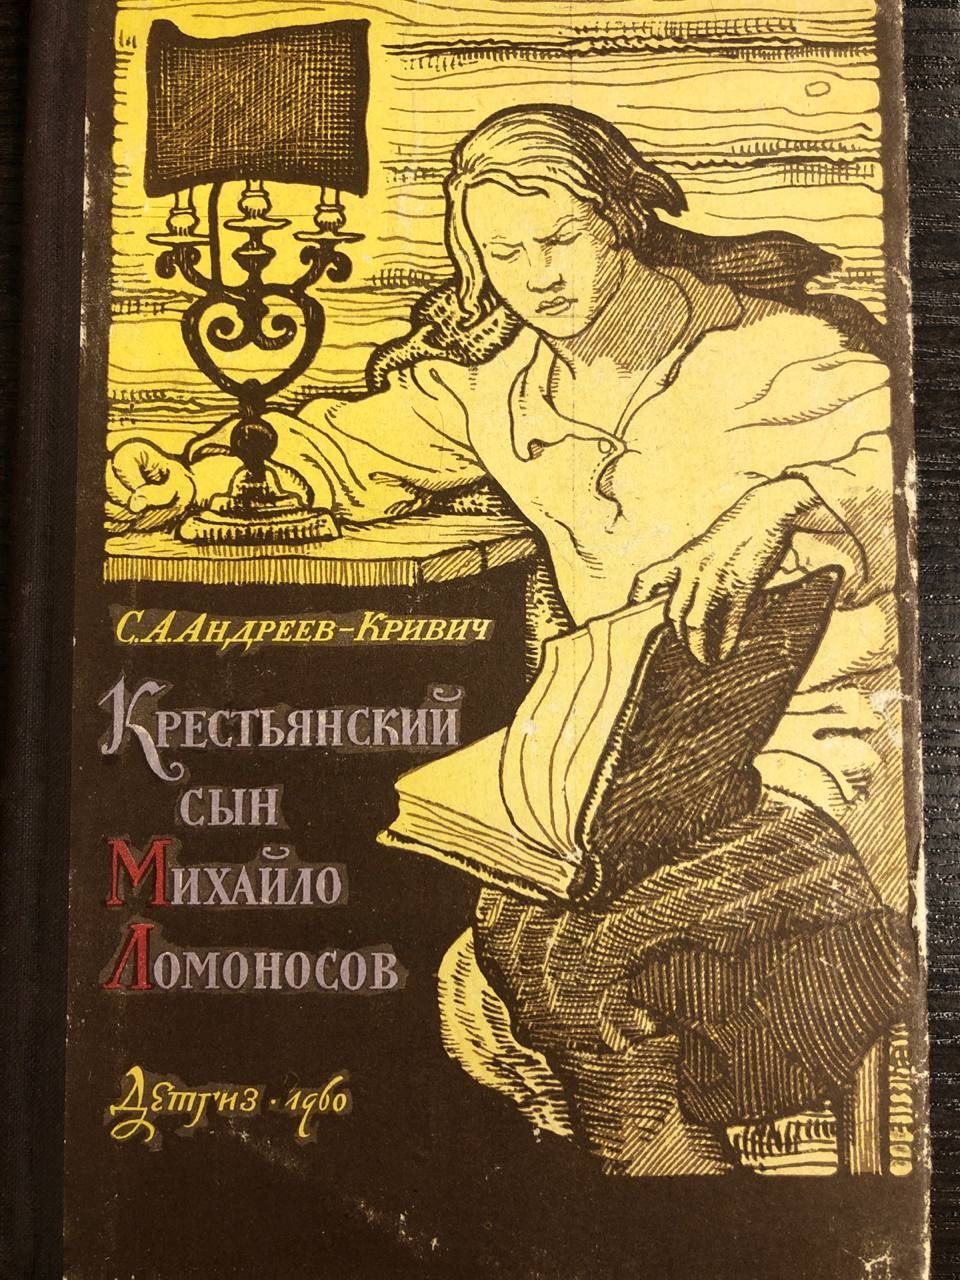 С.А. Андреев-Кривич
Крестьянский
сын
Михайло
Ломоносов
Детгиз · 1960